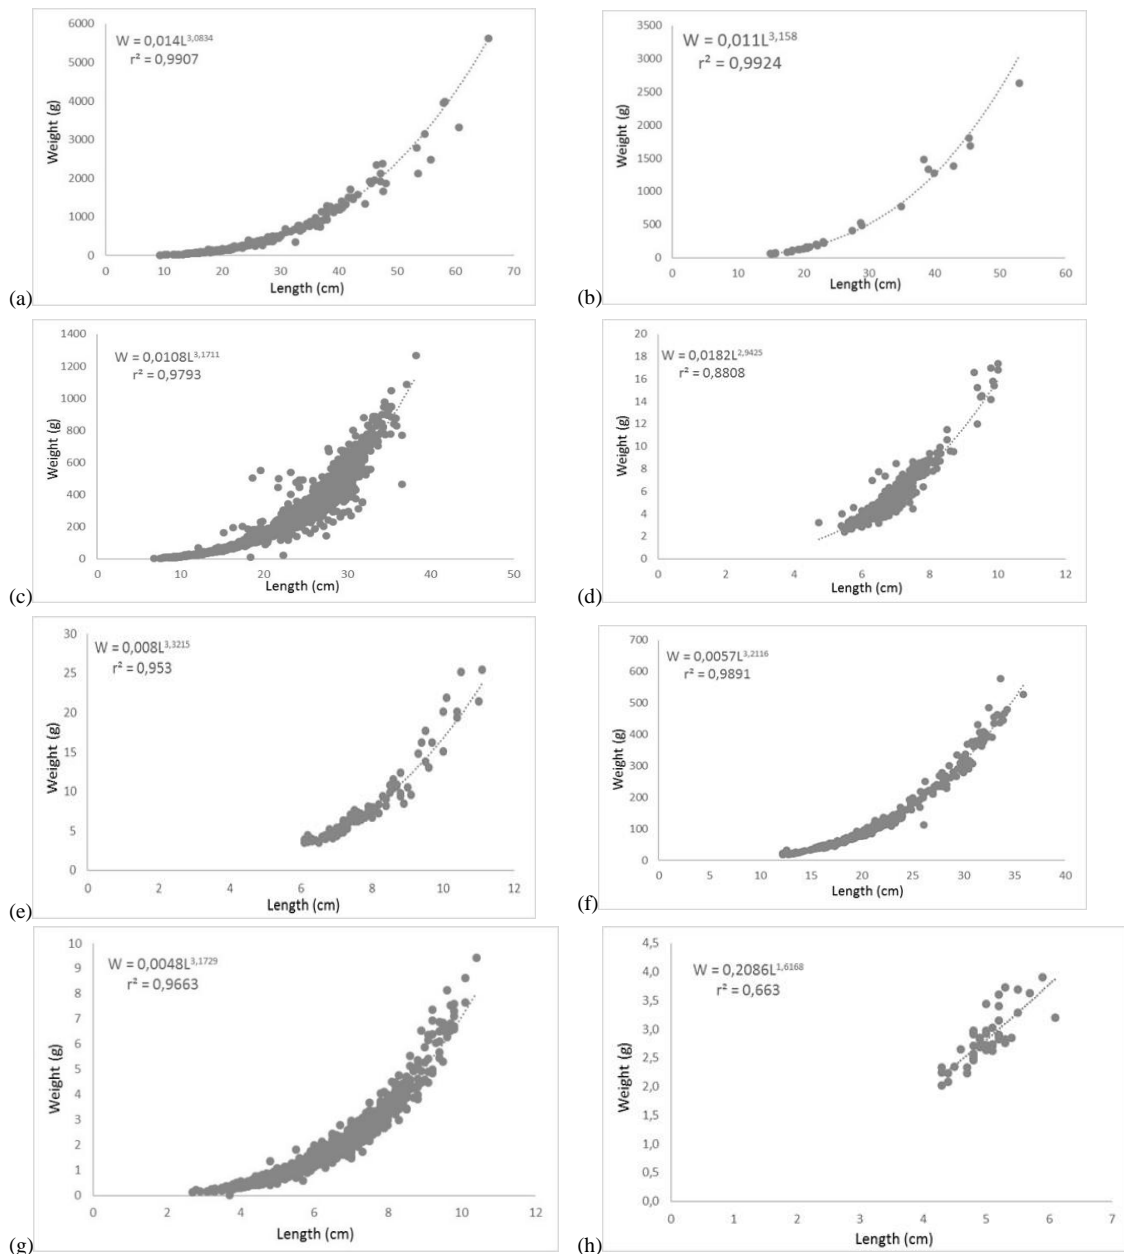 6000
5000
4000
3000
2000
1000
0
Weight (g)
W = 0,014L^3,0834
r² = 0,9907
0 10 20 30 40 50 60 70
Length (cm)
(a)
3500
3000
2500
2000
1500
1000
500
0
Weight (g)
W = 0,011L^3,158
r² = 0,9924
0 10 20 30 40 50 60
Length (cm)
(b)
1400
1200
1000
800
600
400
200
0
Weight (g)
W = 0,0108L^3,1711
r² = 0,9793
0 10 20 30 40 50
Length (cm)
(c)
20
18
16
14
12
10
8
6
4
2
0
Weight (g)
W = 0,0182L^2,9425
r² = 0,8808
0 2 4 6 8 10 12
Length (cm)
(d)
30
25
20
15
10
5
0
Weight (g)
W = 0,008L^3,3215
r² = 0,953
0 2 4 6 8 10 12
Length (cm)
(e)
700
600
500
400
300
200
100
0
Weight (g)
W = 0,0057L^3,2116
r² = 0,9891
0 5 10 15 20 25 30 35 40
Length (cm)
(f)
10
9
8
7
6
5
4
3
2
1
0
Weight (g)
W = 0,0048L^3,1729
r² = 0,9663
0 2 4 6 8 10 12
Length (cm)
(g)
4,5
4,0
3,5
3,0
2,5
2,0
1,5
1,0
0,5
0,0
Weight (g)
W = 0,2086L^1,6168
r² = 0,663
0 1 2 3 4 5 6 7
Length (cm)
(h)